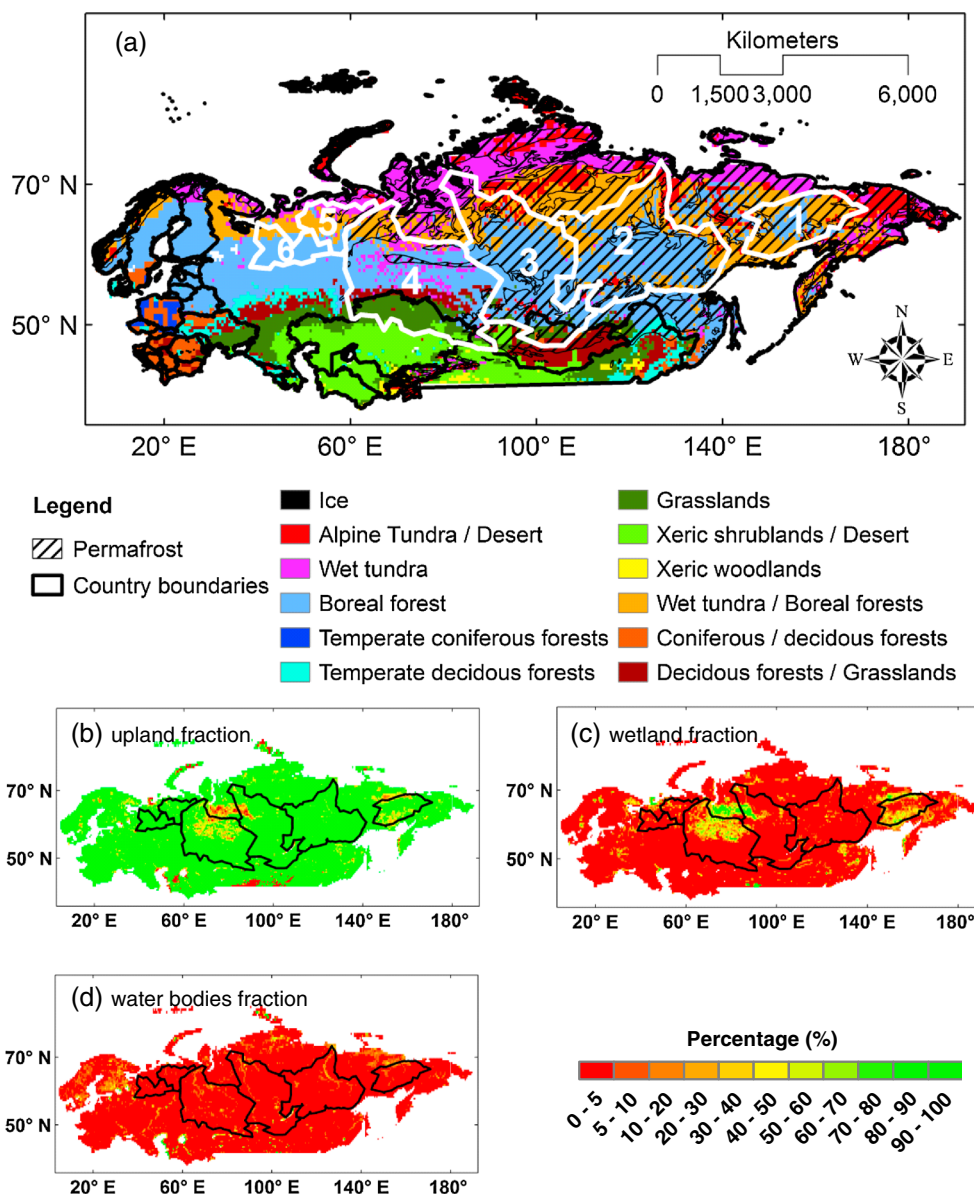 (a)
Kilometers
0 1,500 3,000 6,000
70° N
50° N
1
2
3
4
5
6
N
W E
S
20° E 60° E 100° E 140° E 180°
Legend
Permafrost
Country boundaries
Ice
Alpine Tundra / Desert
Wet tundra
Boreal forest
Temperate coniferous forests
Temperate decidous forests
Grasslands
Xeric shrublands / Desert
Xeric woodlands
Wet tundra / Boreal forests
Coniferous / decidous forests
Decidous forests / Grasslands
(b) upland fraction
70° N
50° N
20° E 60° E 100° E 140° E 180°
(c) wetland fraction
70° N
50° N
20° E 60° E 100° E 140° E 180°
(d) water bodies fraction
70° N
50° N
20° E 60° E 100° E 140° E 180°
Percentage (%)
0 - 5
5 - 10
10 - 20
20 - 30
30 - 40
40 - 50
50 - 60
60 - 70
70 - 80
80 - 90
90 - 100